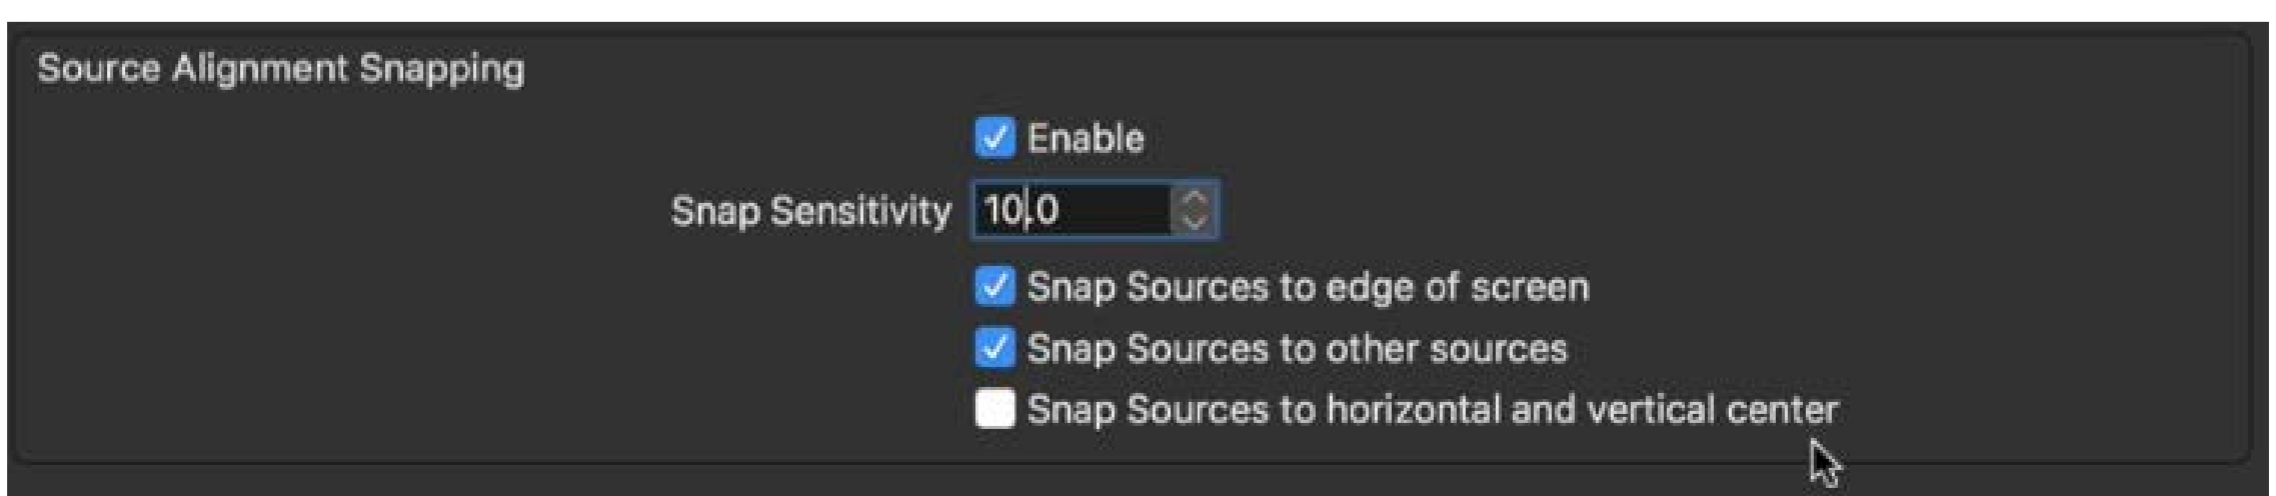 Source Alignment Snapping
Enable
Snap Sensitivity 10.0
Snap Sources to edge of screen
Snap Sources to other sources
Snap Sources to horizontal and vertical center